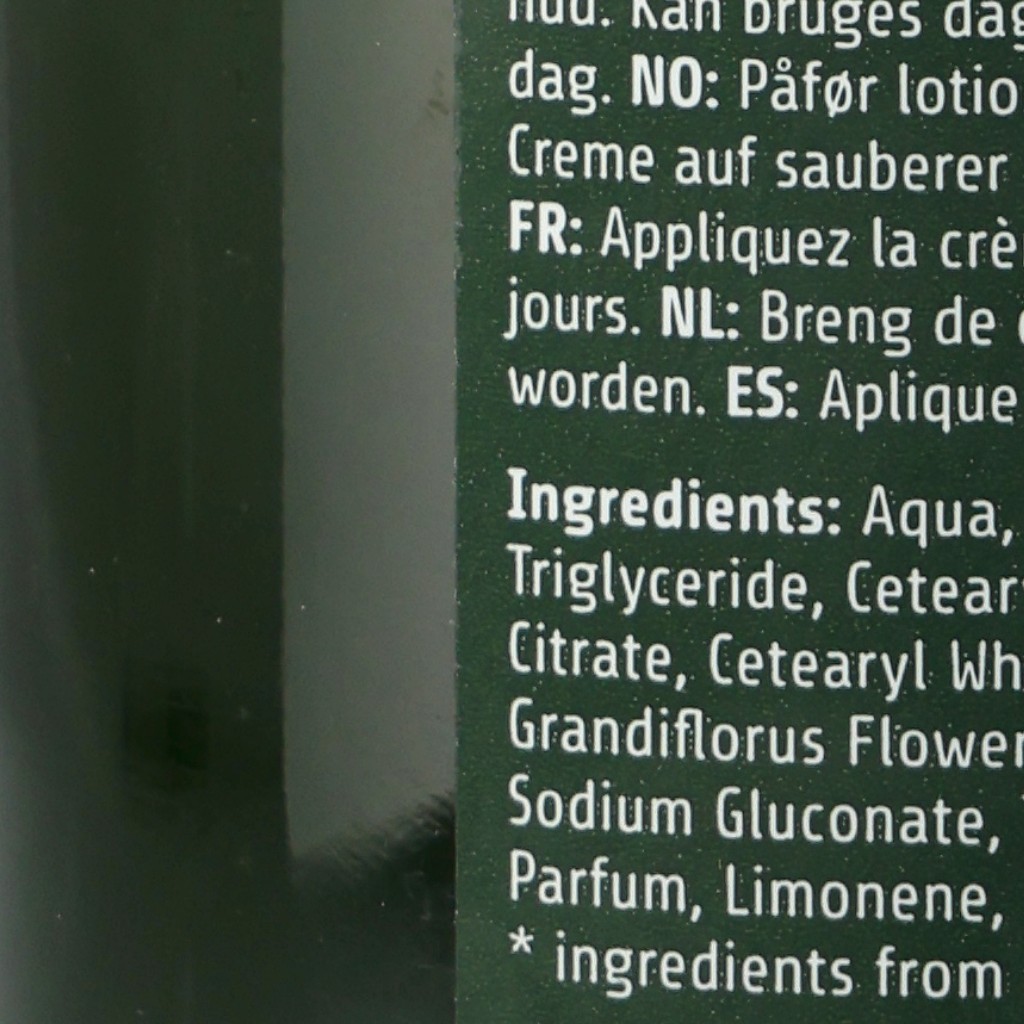 hud. Kan bruges dag
dag. NO: Påfør lotio
Creme auf sauberer
FR: Appliquez la crè
jours. NL: Breng de
worden. ES: Aplique
Ingredients: Aqua,
Triglyceride, Cetear
Citrate, Cetearyl Wh
Grandiflorus Flower
Sodium Gluconate,
Parfum, Limonene,
* ingredients from